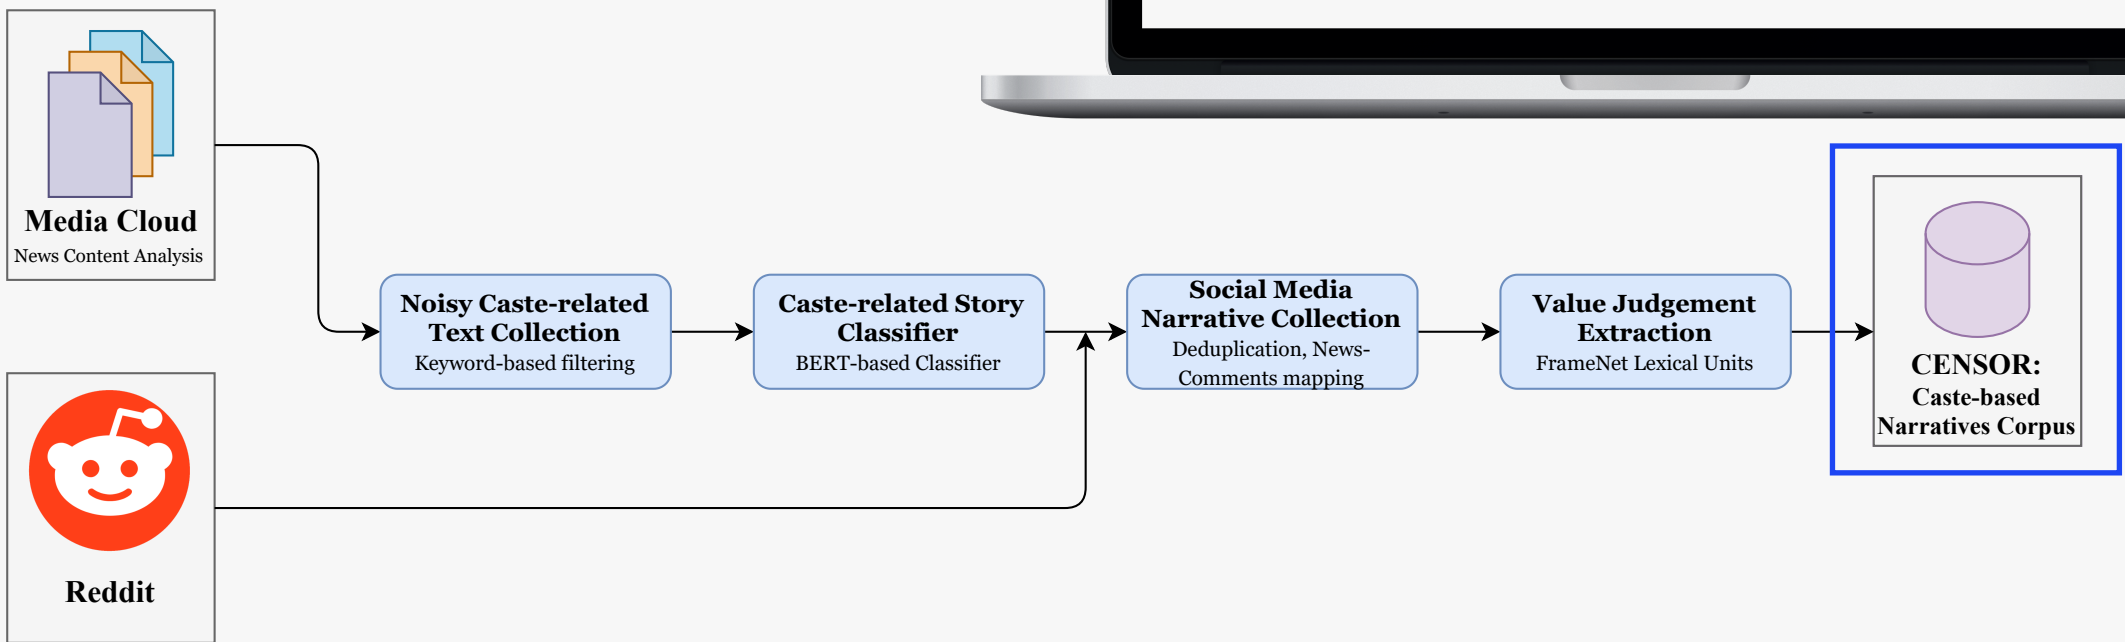 Media Cloud
News Content Analysis
Noisy Caste-related
Text Collection
Keyword-based filtering
Caste-related Story
Classifier
BERT-based Classifier
Social Media
Narrative Collection
Deduplication, News-
Comments mapping
Value Judgement
Extraction
FrameNet Lexical Units
CENSOR:
Caste-based
Narratives Corpus
Reddit